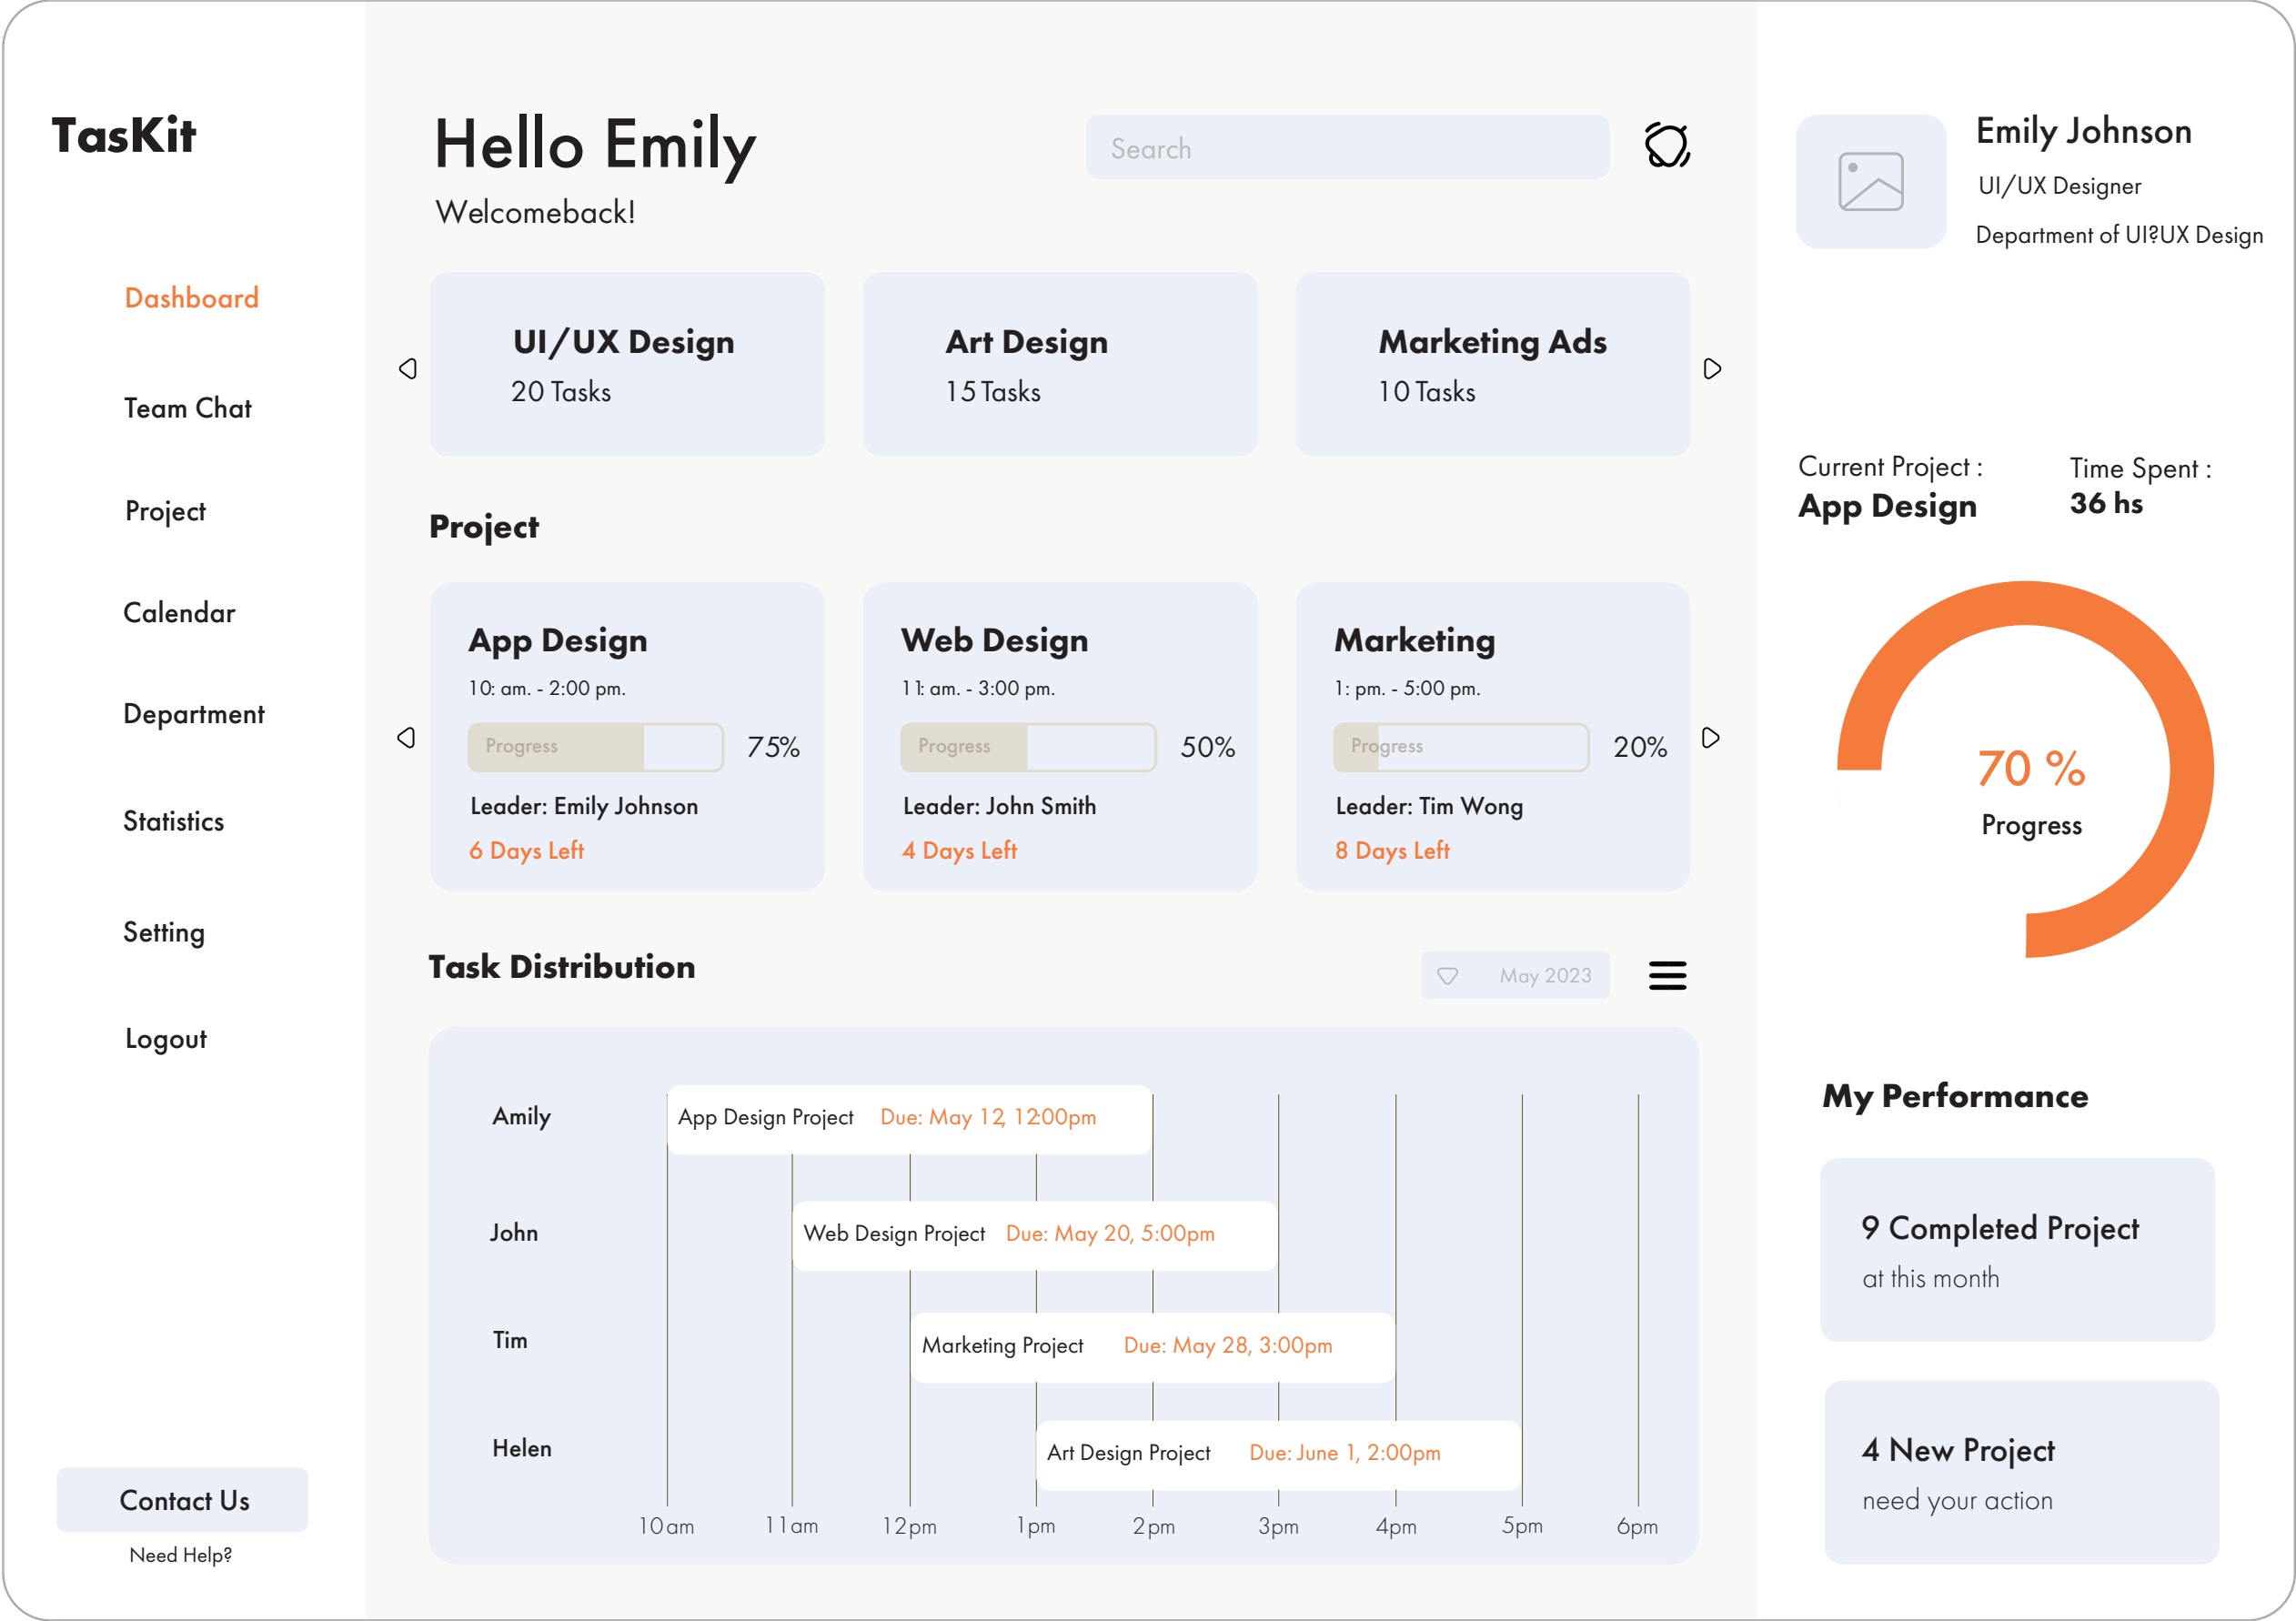 TasKit
Dashboard
Team Chat
Project
Calendar
Department
Statistics
Setting
Logout
Contact Us
Need Help?
Hello Emily
Welcomeback!
Search
UI/UX Design
20 Tasks
Art Design
15 Tasks
Marketing Ads
10 Tasks
Project
App Design
10: am. - 2:00 pm.
Progress
75%
Leader: Emily Johnson
6 Days Left
Web Design
11: am. - 3:00 pm.
Progress
50%
Leader: John Smith
4 Days Left
Marketing
1: pm. - 5:00 pm.
Progress
20%
Leader: Tim Wong
8 Days Left
Task Distribution
May 2023
Amily
App Design Project Due: May 12, 12:00pm
John
Web Design Project Due: May 20, 5:00pm
Tim
Marketing Project Due: May 28, 3:00pm
Helen
Art Design Project Due: June 1, 2:00pm
10am 11am 12pm 1pm 2pm 3pm 4pm 5pm 6pm
Emily Johnson
UI/UX Designer
Department of UI?UX Design
Current Project :
App Design
Time Spent :
36 hs
70 %
Progress
My Performance
9 Completed Project
at this month
4 New Project
need your action